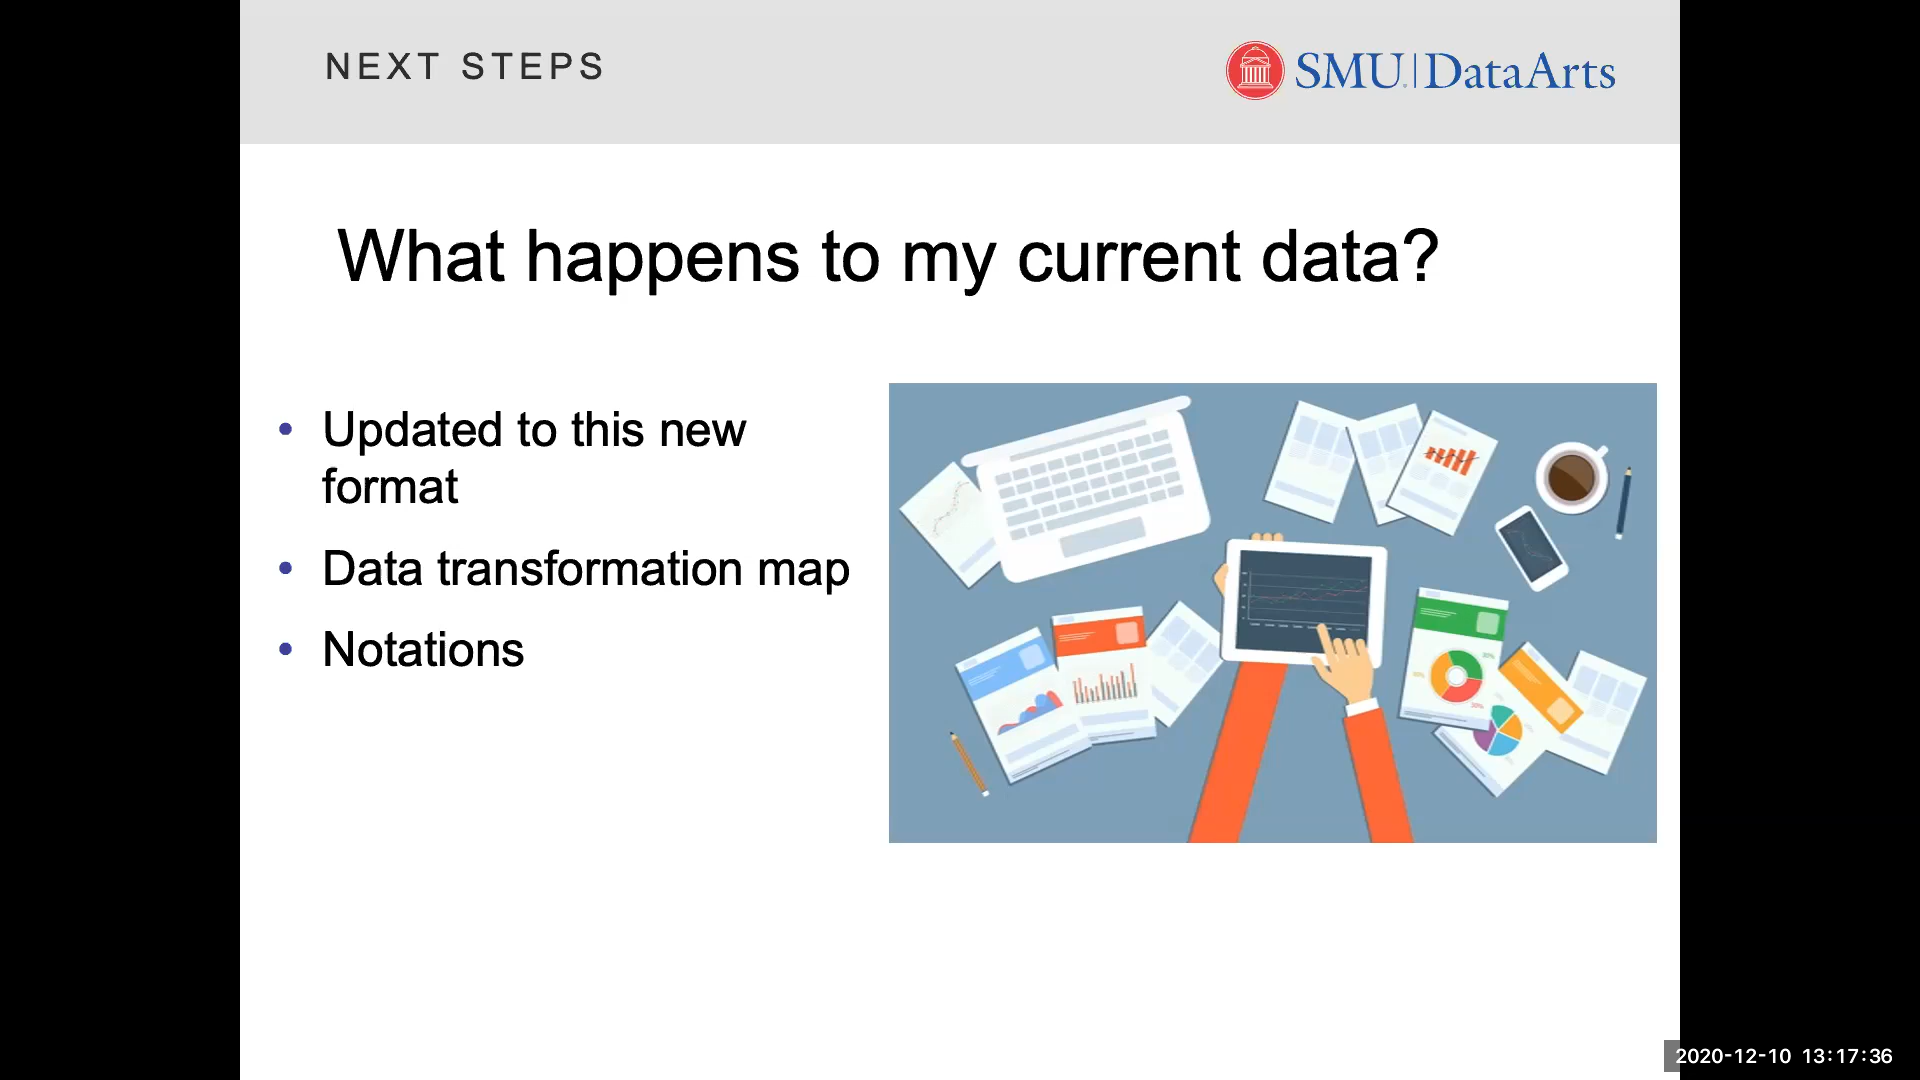 NEXT STEPS
SMU. DataArts
What happens to my current data?
• Updated to this new
format
• Data transformation map
• Notations
2020-12-10 13:17:36